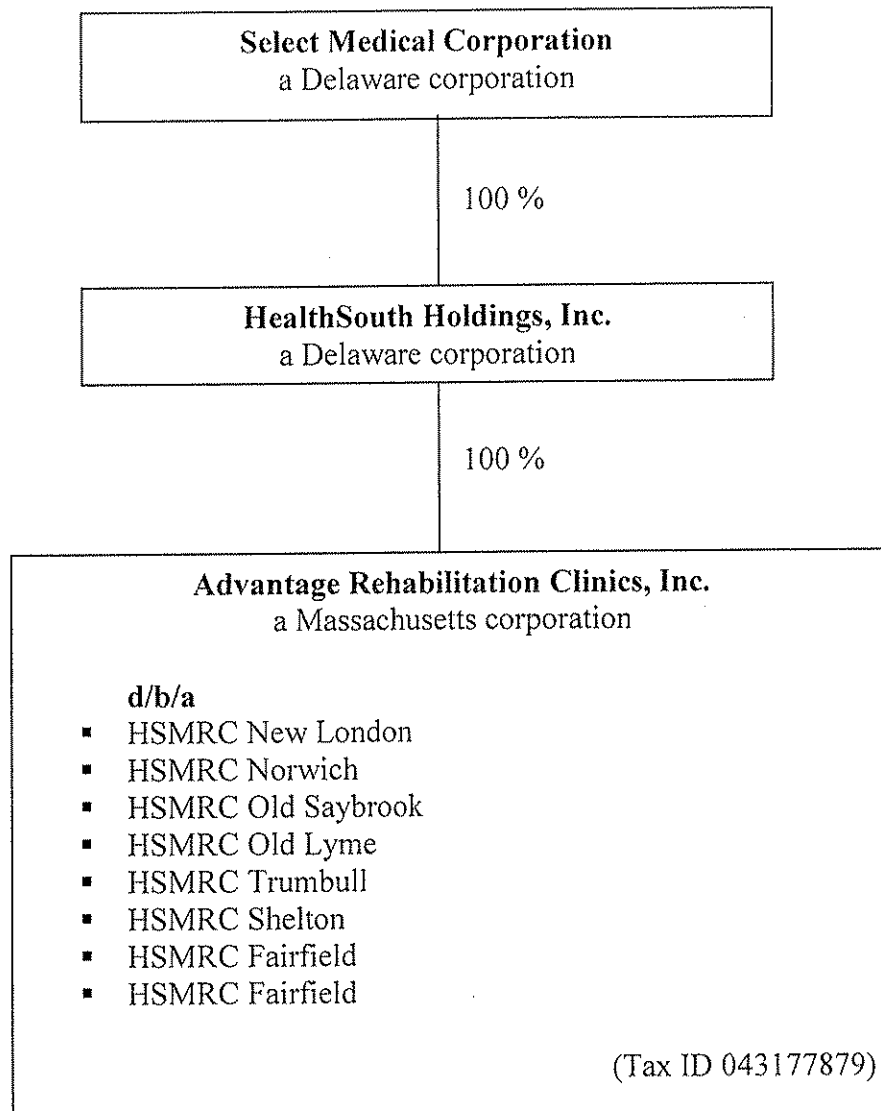 Select Medical Corporation
a Delaware corporation
100 %
HealthSouth Holdings, Inc.
a Delaware corporation
100 %
Advantage Rehabilitation Clinics, Inc.
a Massachusetts corporation
d/b/a
▪ HSMRC New London
▪ HSMRC Norwich
▪ HSMRC Old Saybrook
▪ HSMRC Old Lyme
▪ HSMRC Trumbull
▪ HSMRC Shelton
▪ HSMRC Fairfield
▪ HSMRC Fairfield
(Tax ID 043177879)